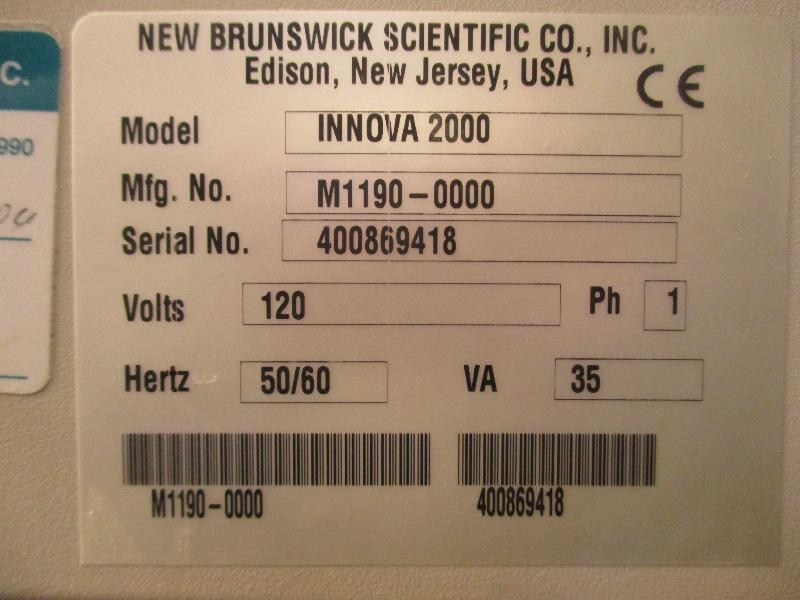 NEW BRUNSWICK SCIENTIFIC CO., INC.
Edison, New Jersey, USA
CE
Model INNOVA 2000
Mfg. No. M1190-0000
Serial No. 400869418
Volts 120 Ph 1
Hertz 50/60 VA 35
M1190-0000 400869418
C.
990